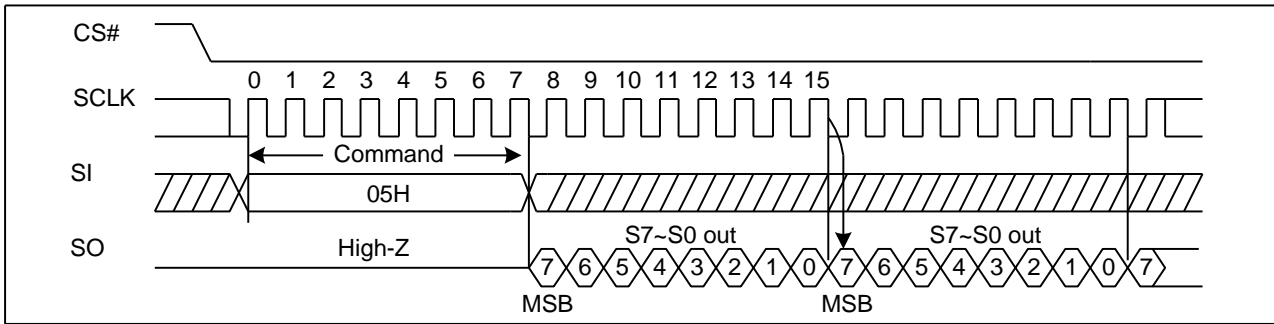 CS#
0 1 2 3 4 5 6 7 8 9 10 11 12 13 14 15
SCLK
Command
SI
05H
SO
High-Z
S7~S0 out
S7~S0 out
7 6 5 4 3 2 1 0 7 6 5 4 3 2 1 0 7
MSB
MSB